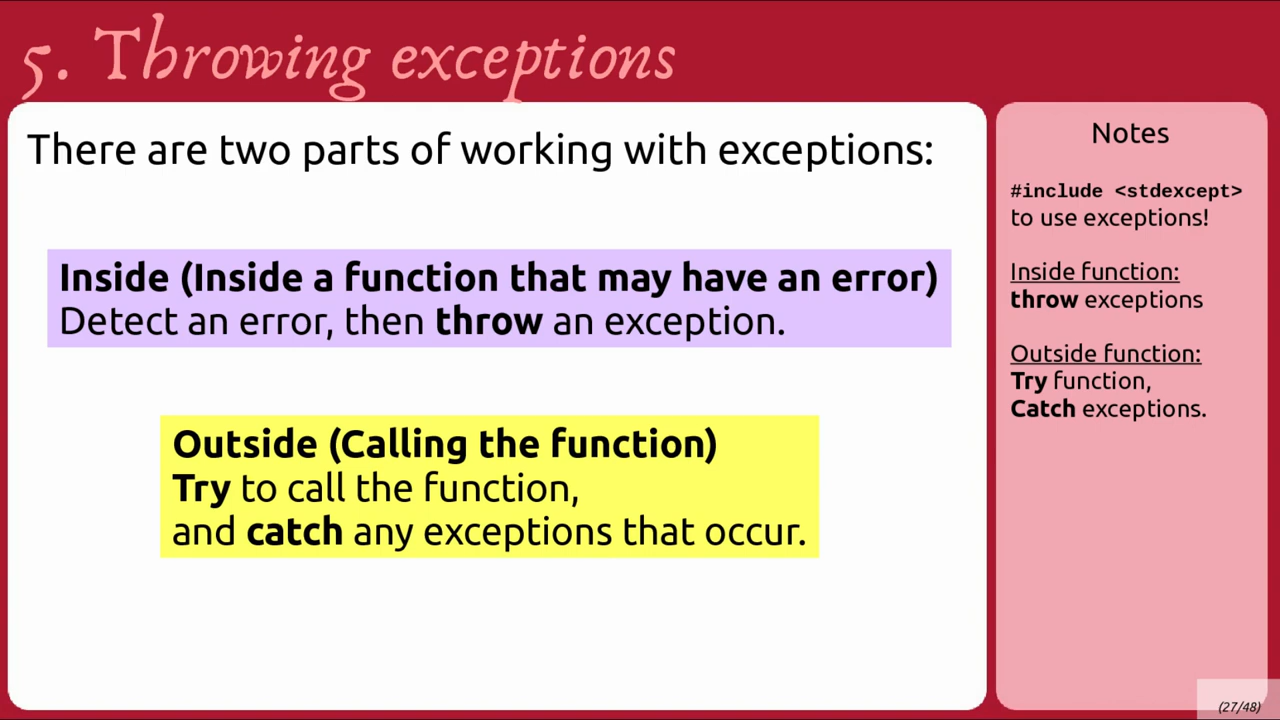 5. Throwing exceptions
There are two parts of working with exceptions:
Inside (Inside a function that may have an error)
Detect an error, then throw an exception.
Outside (Calling the function)
Try to call the function,
and catch any exceptions that occur.
Notes
#include <stdexcept>
to use exceptions!
Inside function:
throw exceptions
Outside function:
Try function,
Catch exceptions.
(27/48)